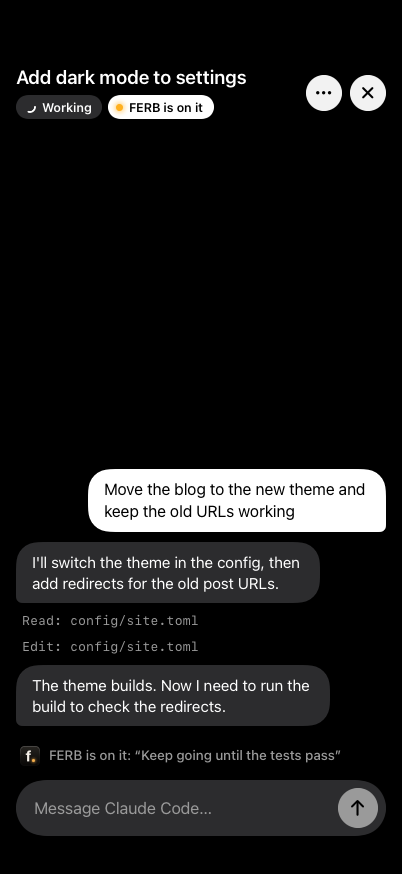 Add dark mode to settings
Working
FERB is on it
Move the blog to the new theme and
keep the old URLs working
I'll switch the theme in the config, then
add redirects for the old post URLs.
Read: config/site.toml
Edit: config/site.toml
The theme builds. Now I need to run the
build to check the redirects.
f. FERB is on it: “Keep going until the tests pass”
Message Claude Code...